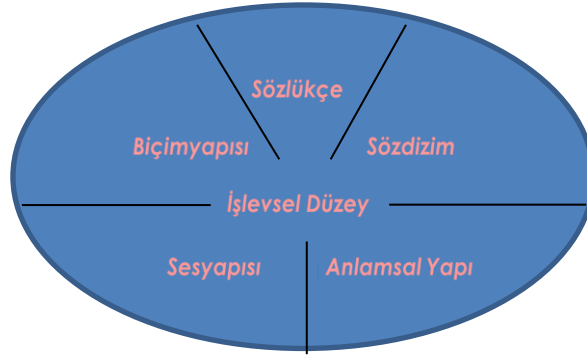 Sözlükçe
Biçimyapısı
Sözdizim
İşlevsel Düzey
Sesyapısı
Anlamsal Yapı